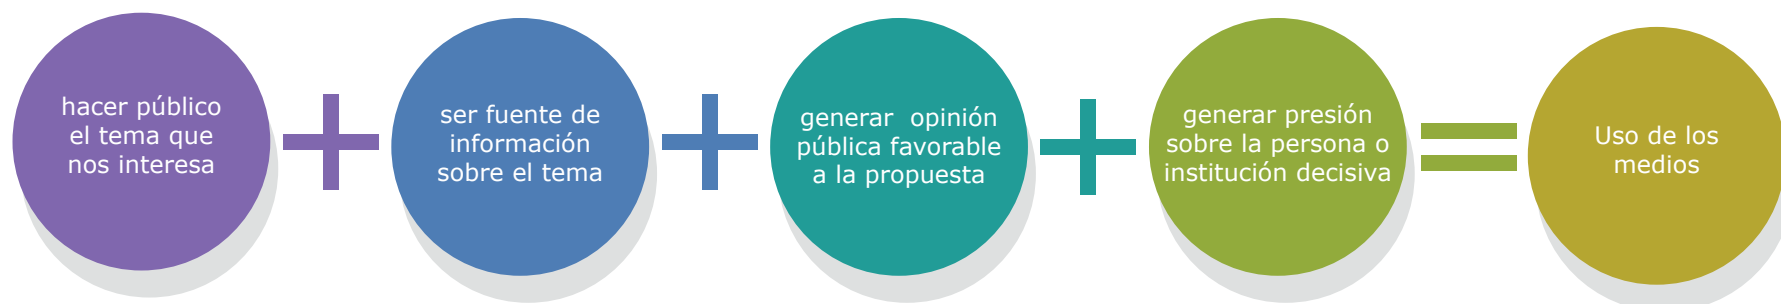 hacer público
el tema que
nos interesa
ser fuente de
información
sobre el tema
generar opinión
pública favorable
a la propuesta
generar presión
sobre la persona o
institución decisiva
Uso de los
medios